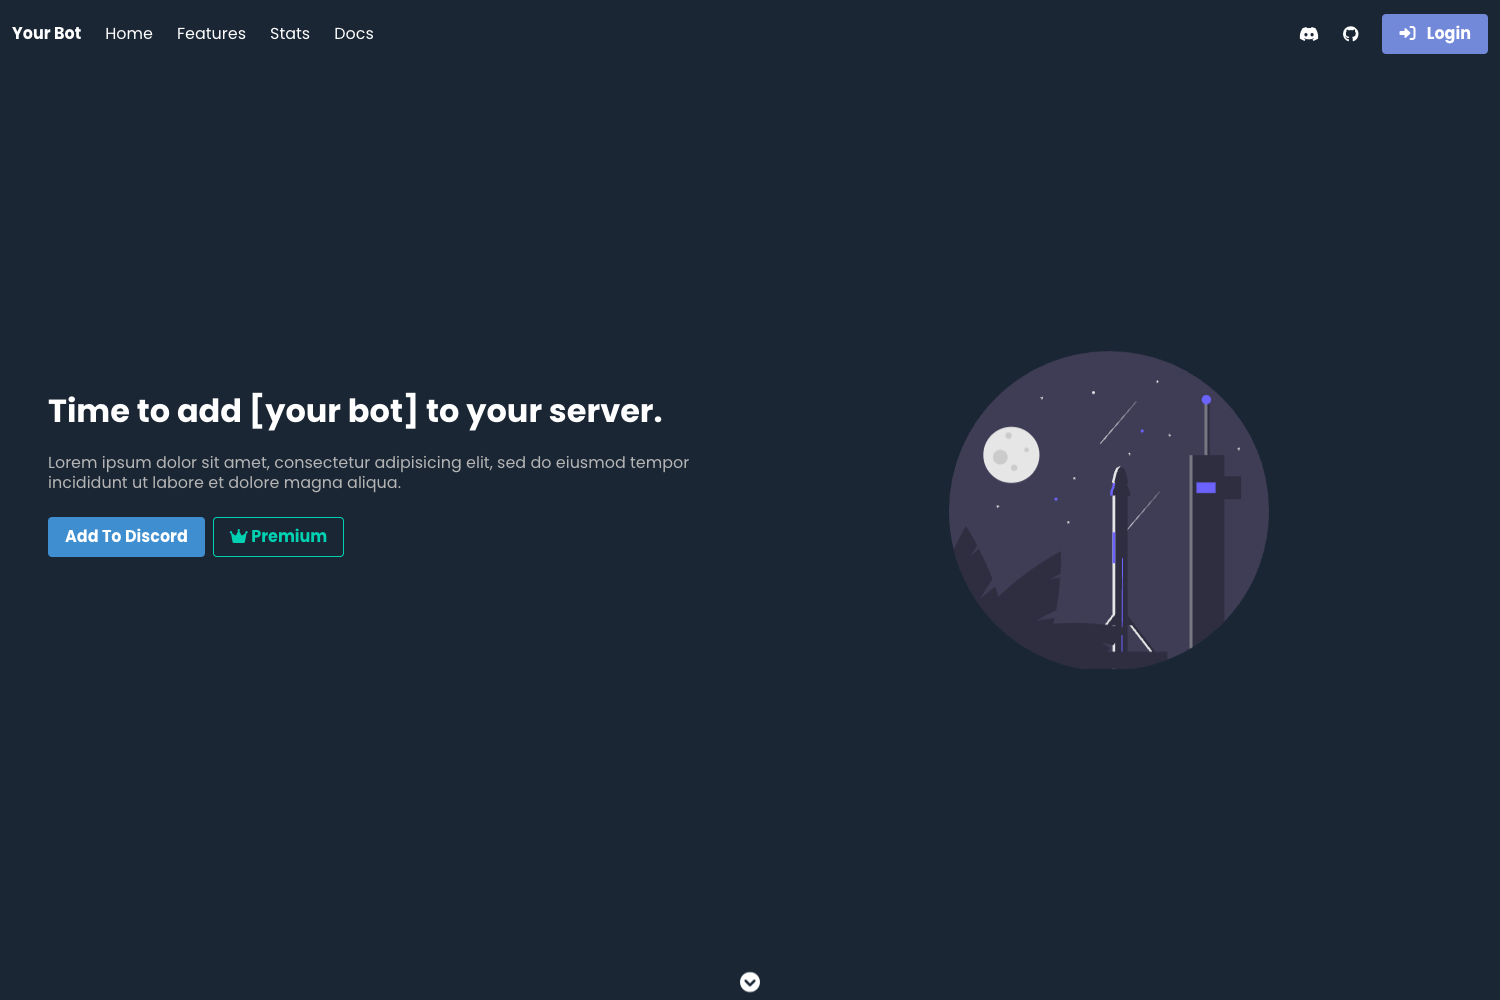 Your Bot Home Features Stats Docs Login
Time to add [your bot] to your server.
Lorem ipsum dolor sit amet, consectetur adipisicing elit, sed do eiusmod tempor
incididunt ut labore et dolore magna aliqua.
Add To Discord Premium